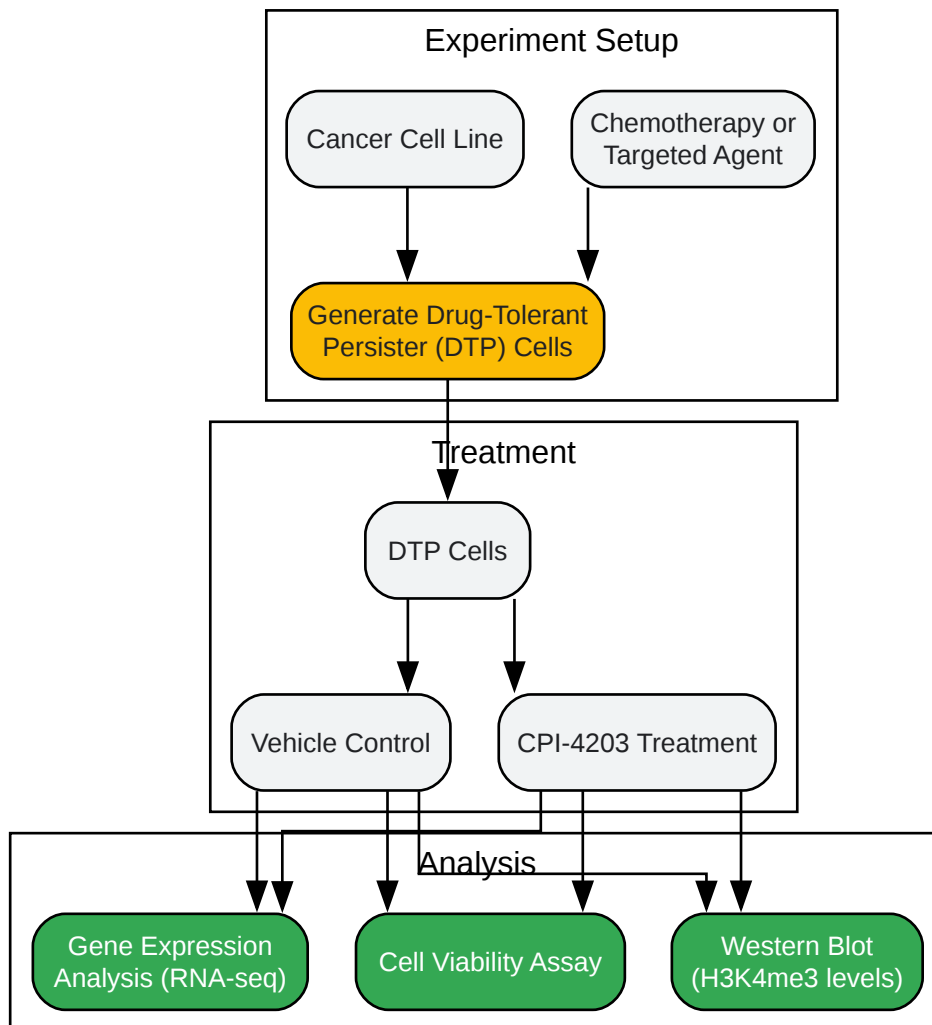 Experiment Setup
Cancer Cell Line
Chemotherapy or
Targeted Agent
Generate Drug-Tolerant
Persister (DTP) Cells
Treatment
DTP Cells
Vehicle Control
CPI-4203 Treatment
Analysis
Gene Expression
Analysis (RNA-seq)
Cell Viability Assay
Western Blot
(H3K4me3 levels)